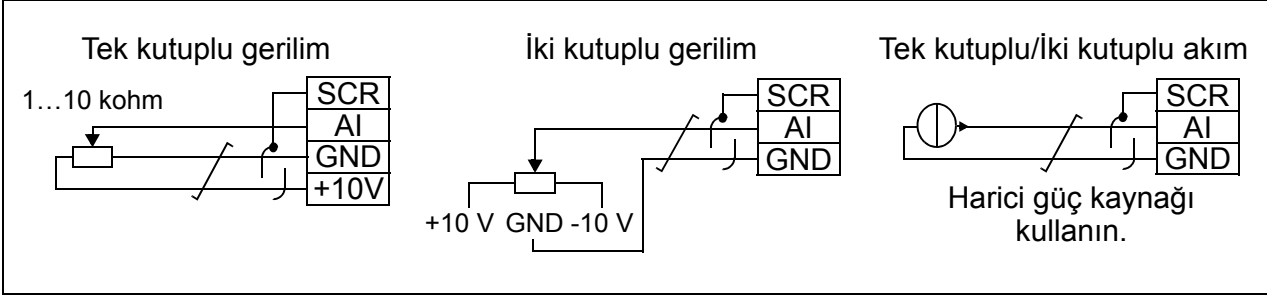 Tek kutuplu gerilim
1…10 kohm
SCR
AI
GND
+10V
İki kutuplu gerilim
SCR
AI
GND
+10 V GND -10 V
Tek kutuplu/İki kutuplu akım
SCR
AI
GND
Harici güç kaynağı
kullanın.